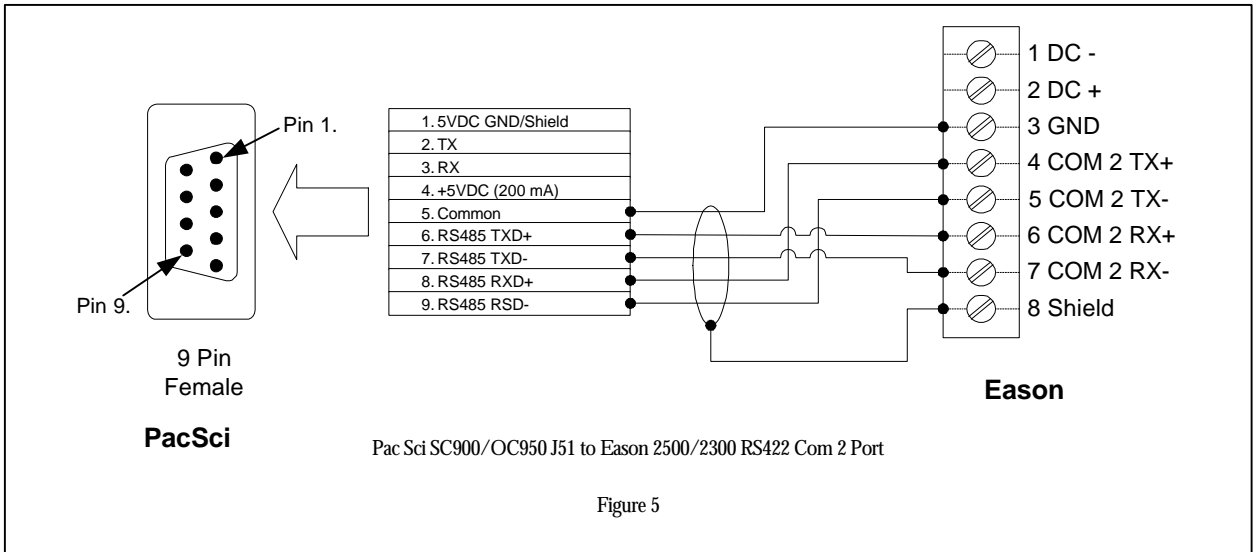 Pin 1.
Pin 9.
9 Pin
Female
PacSci
1. 5VDC GND/Shield
2. TX
3. RX
4. +5VDC (200 mA)
5. Common
6. RS485 TXD+
7. RS485 TXD-
8. RS485 RXD+
9. RS485 RSD-
1 DC -
2 DC +
3 GND
4 COM 2 TX+
5 COM 2 TX-
6 COM 2 RX+
7 COM 2 RX-
8 Shield
Eason
Pac Sci SC900/OC950 J51 to Eason 2500/2300 RS422 Com 2 Port
Figure 5